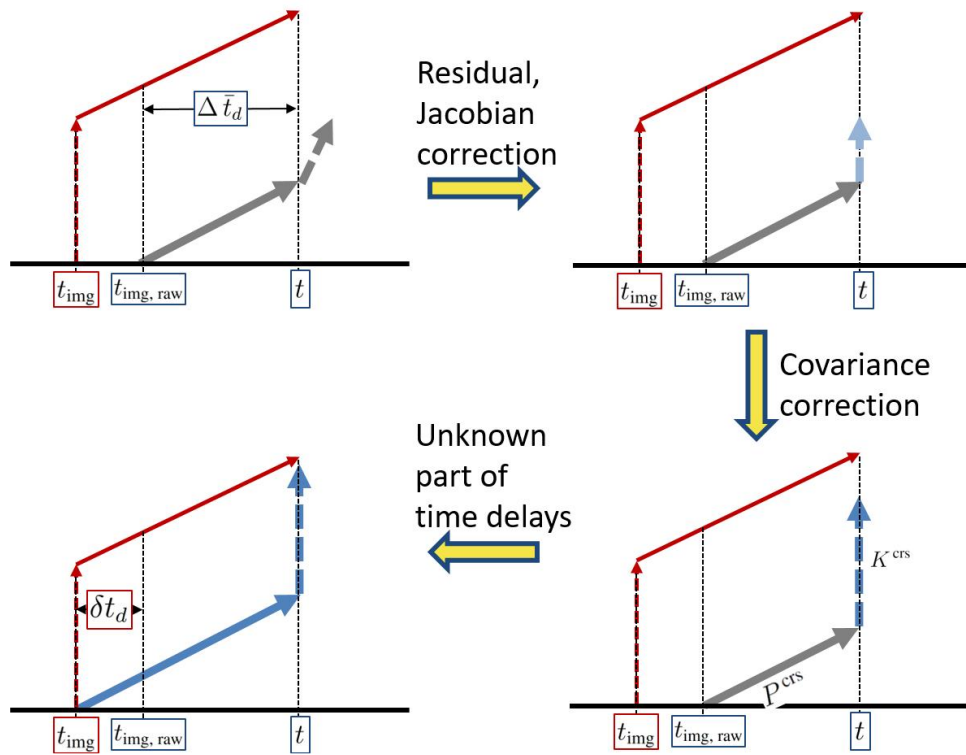 Δ t̄_d
t_img
t_img, raw
t
Residual,
Jacobian
correction
t_img
t_img, raw
t
Covariance
correction
Unknown
part of
time delays
δt_d
t_img
t_img, raw
t
K^crs
P^crs
t_img
t_img, raw
t